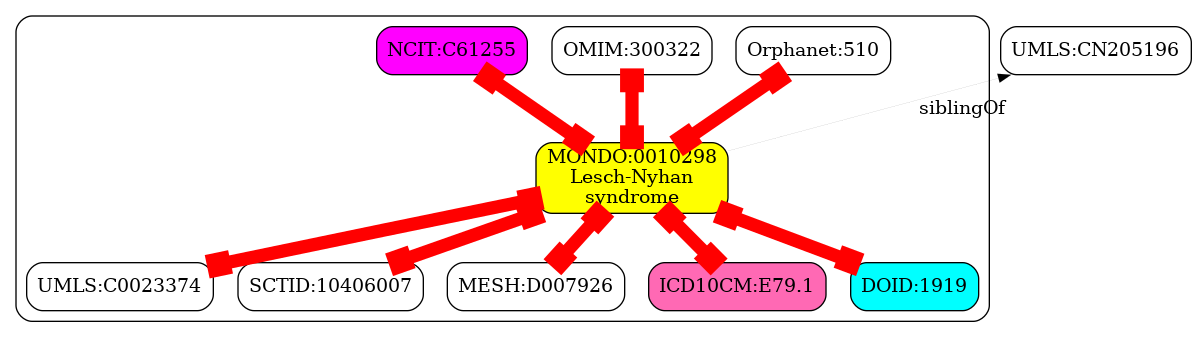 NCIT:C61255
OMIM:300322
Orphanet:510
UMLS:CN205196
siblingOf
MONDO:0010298
Lesch-Nyhan
syndrome
UMLS:C0023374
SCTID:10406007
MESH:D007926
ICD10CM:E79.1
DOID:1919